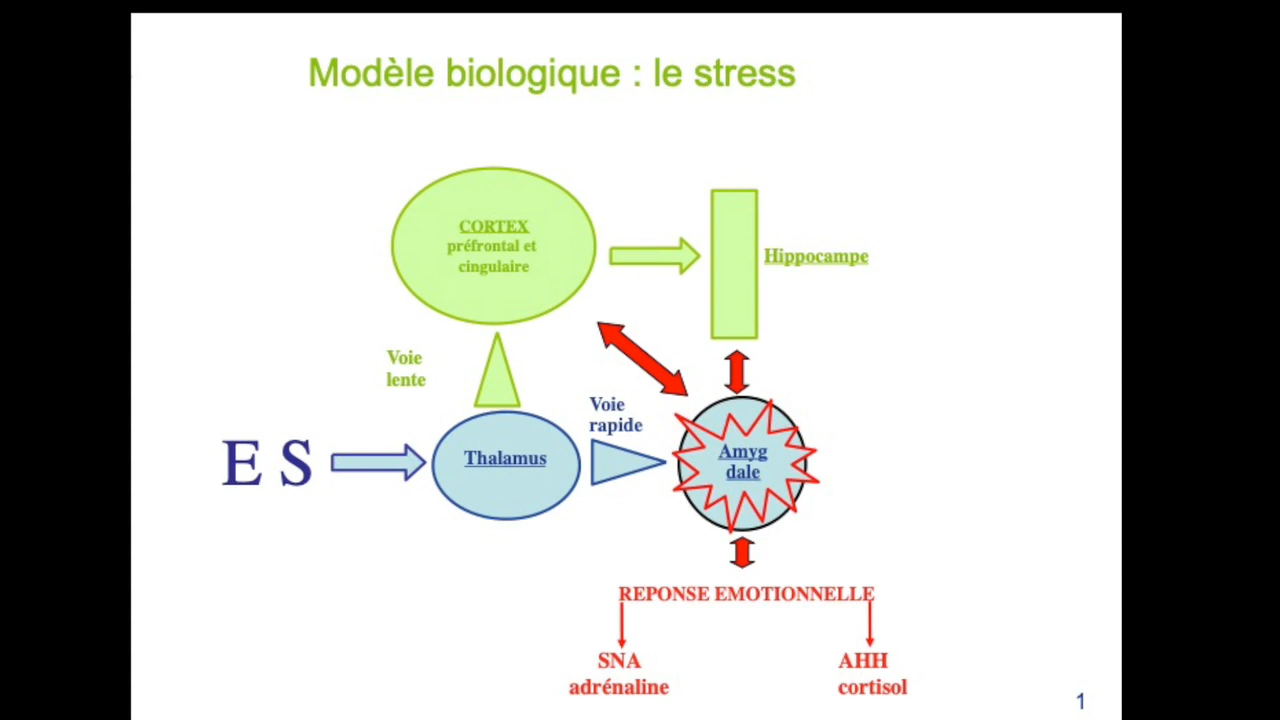 Modèle biologique : le stress
CORTEX
préfrontal et
cingulaire
Hippocampe
Voie
lente
Voie
rapide
E S
Thalamus
Amyg
dale
REPONSE EMOTIONNELLE
SNA
adrénaline
AHH
cortisol
1